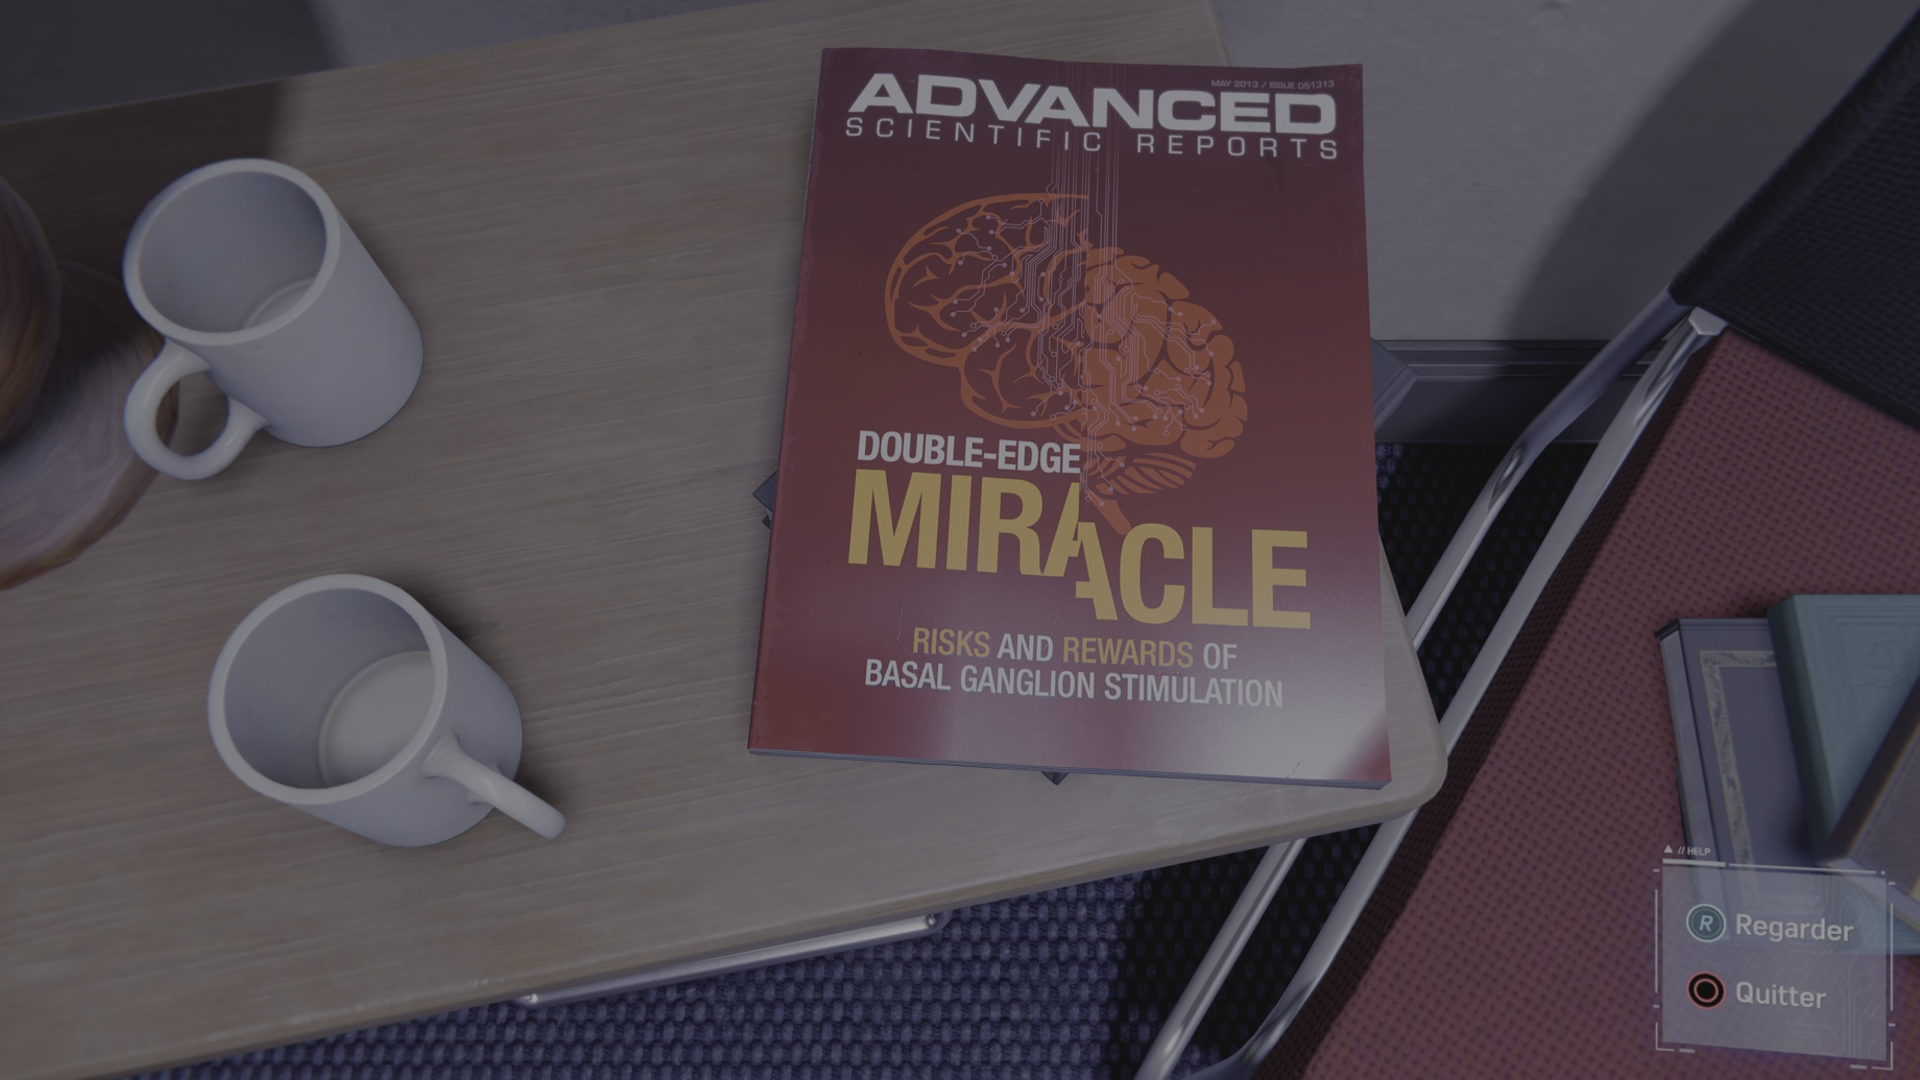 MAY 2013 / ISSUE 051313
ADVANCED
SCIENTIFIC REPORTS
DOUBLE-EDGE
MIRACLE
RISKS AND REWARDS OF
BASAL GANGLION STIMULATION
// HELP
R Regarder
Quitter